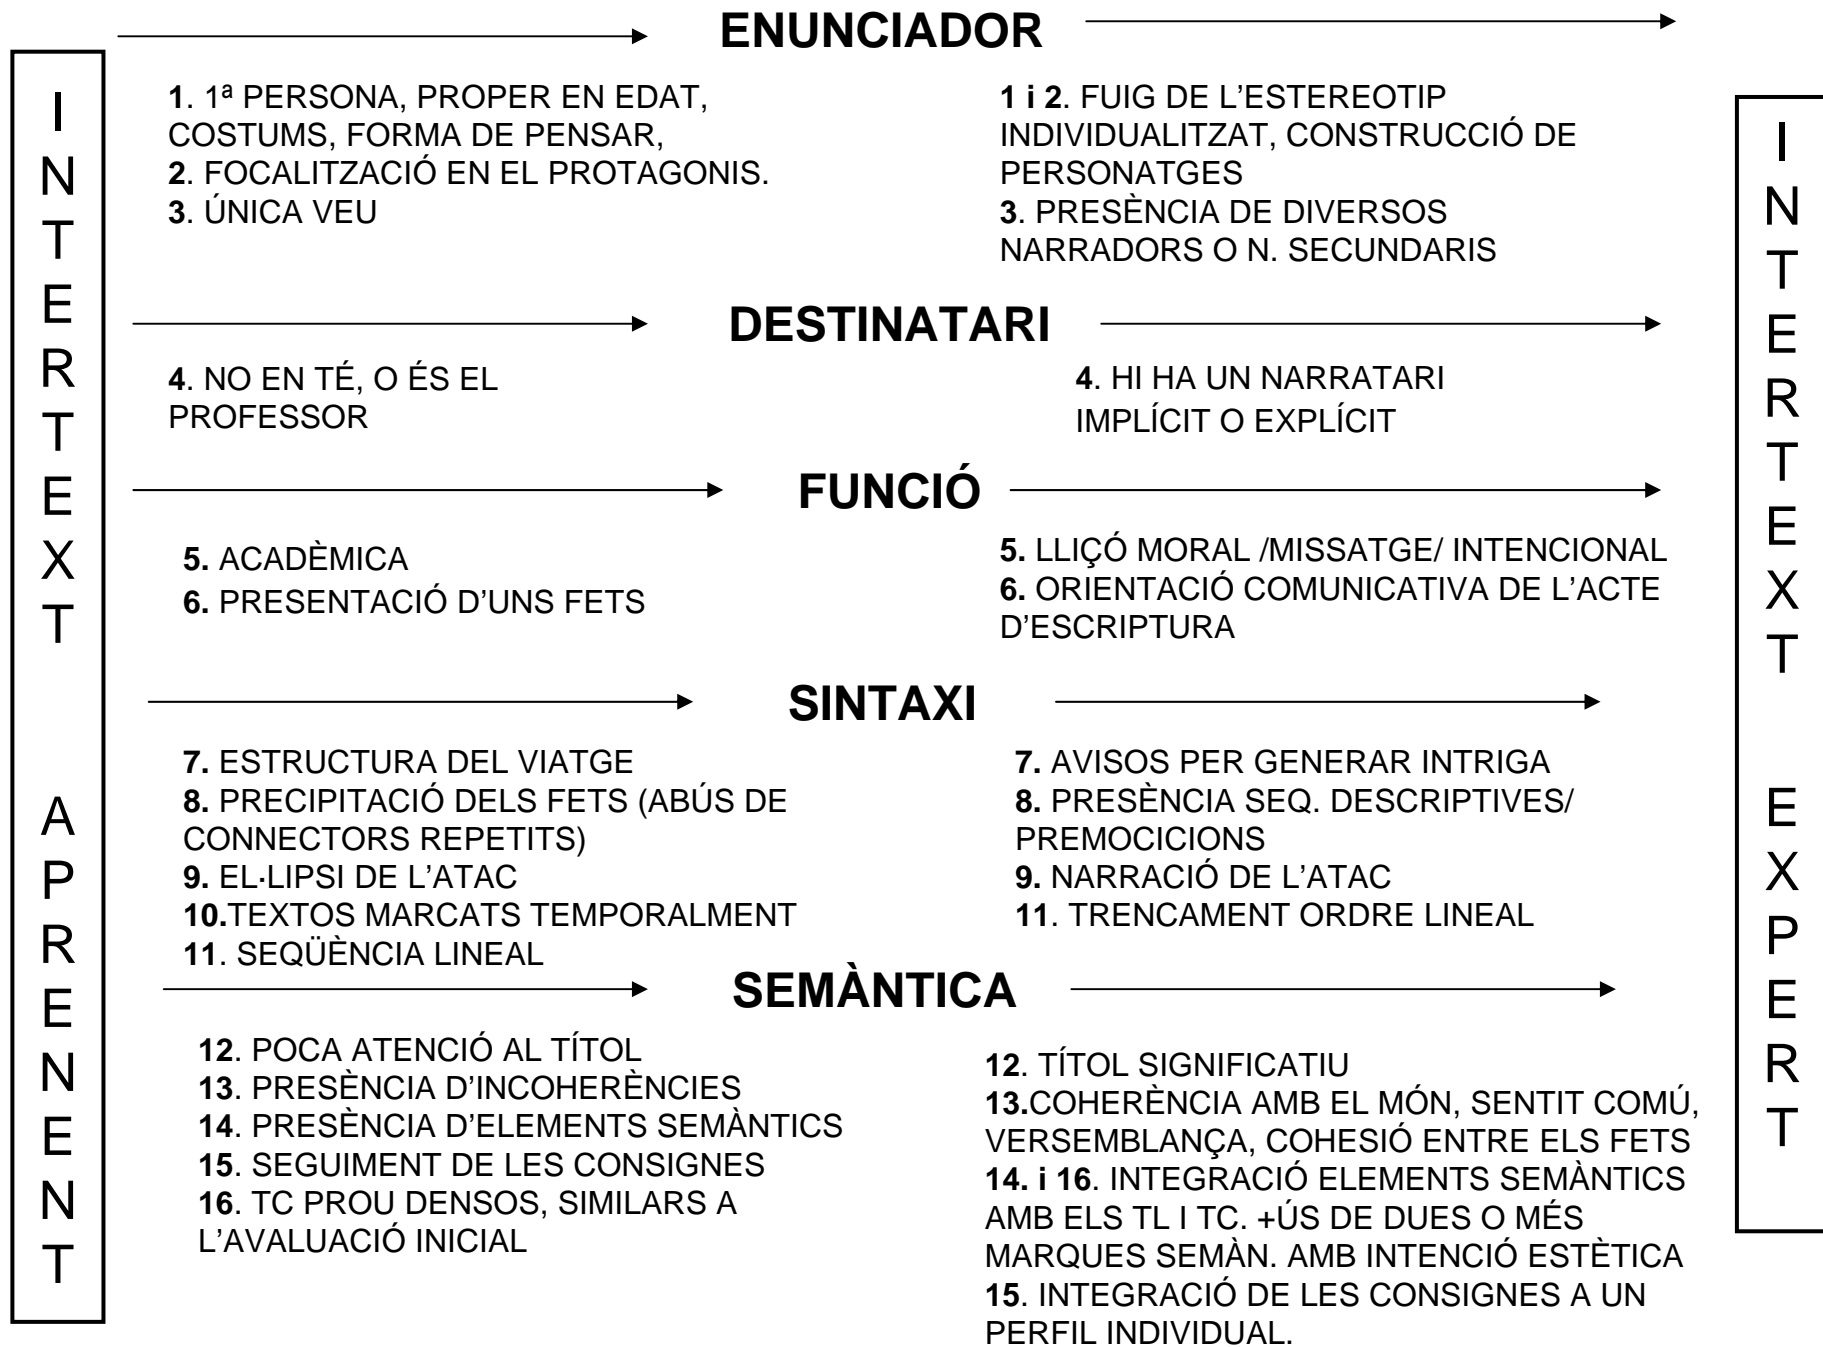 INTERTEXT APRENENT
ENUNCIADOR
1. 1ª PERSONA, PROPER EN EDAT,
COSTUMS, FORMA DE PENSAR,
2. FOCALITZACIÓ EN EL PROTAGONIS.
3. ÚNICA VEU
1 i 2. FUIG DE L’ESTEREOTIP
INDIVIDUALITZAT, CONSTRUCCIÓ DE
PERSONATGES
3. PRESÈNCIA DE DIVERSOS
NARRADORS O N. SECUNDARIS
DESTINATARI
4. NO EN TÉ, O ÉS EL
PROFESSOR
4. HI HA UN NARRATARI
IMPLÍCIT O EXPLÍCIT
FUNCIÓ
5. ACADÈMICA
6. PRESENTACIÓ D’UNS FETS
5. LLIÇÓ MORAL /MISSATGE/ INTENCIONAL
6. ORIENTACIÓ COMUNICATIVA DE L’ACTE
D’ESCRIPTURA
SINTAXI
7. ESTRUCTURA DEL VIATGE
8. PRECIPITACIÓ DELS FETS (ABÚS DE
CONNECTORS REPETITS)
9. EL·LIPSI DE L’ATAC
10.TEXTOS MARCATS TEMPORALMENT
11. SEQÜÈNCIA LINEAL
7. AVISOS PER GENERAR INTRIGA
8. PRESÈNCIA SEQ. DESCRIPTIVES/
PREMOCICIONS
9. NARRACIÓ DE L’ATAC
11. TRENCAMENT ORDRE LINEAL
SEMÀNTICA
12. POCA ATENCIÓ AL TÍTOL
13. PRESÈNCIA D’INCOHERÈNCIES
14. PRESÈNCIA D’ELEMENTS SEMÀNTICS
15. SEGUIMENT DE LES CONSIGNES
16. TC PROU DENSOS, SIMILARS A
L’AVALUACIÓ INICIAL
12. TÍTOL SIGNIFICATIU
13.COHERÈNCIA AMB EL MÓN, SENTIT COMÚ,
VERSEMBLANÇA, COHESIÓ ENTRE ELS FETS
14. i 16. INTEGRACIÓ ELEMENTS SEMÀNTICS
AMB ELS TL I TC. +ÚS DE DUES O MÉS
MARQUES SEMÀN. AMB INTENCIÓ ESTÈTICA
15. INTEGRACIÓ DE LES CONSIGNES A UN
PERFIL INDIVIDUAL.
INTERTEXT EXPERT